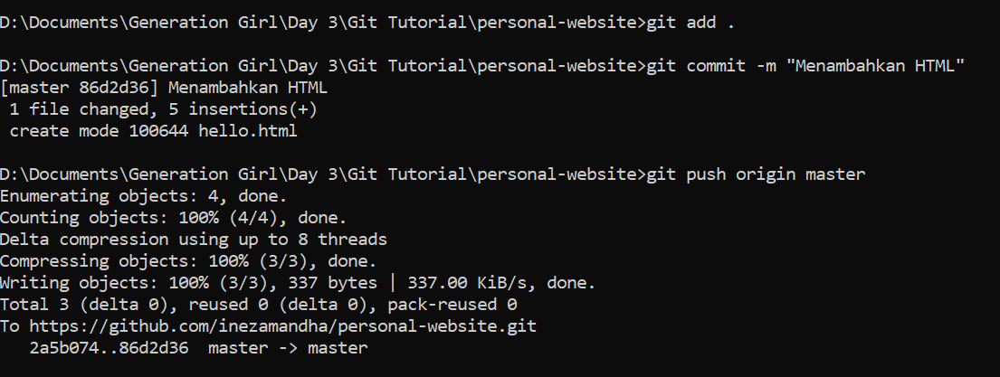 D:\Documents\Generation Girl\Day 3\Git Tutorial\personal-website>git add .
D:\Documents\Generation Girl\Day 3\Git Tutorial\personal-website>git commit -m "Menambahkan HTML"
[master 86d2d36] Menambahkan HTML
 1 file changed, 5 insertions(+)
 create mode 100644 hello.html
D:\Documents\Generation Girl\Day 3\Git Tutorial\personal-website>git push origin master
Enumerating objects: 4, done.
Counting objects: 100% (4/4), done.
Delta compression using up to 8 threads
Compressing objects: 100% (3/3), done.
Writing objects: 100% (3/3), 337 bytes | 337.00 KiB/s, done.
Total 3 (delta 0), reused 0 (delta 0), pack-reused 0
To https://github.com/inezamandha/personal-website.git
   2a5b074..86d2d36  master -> master